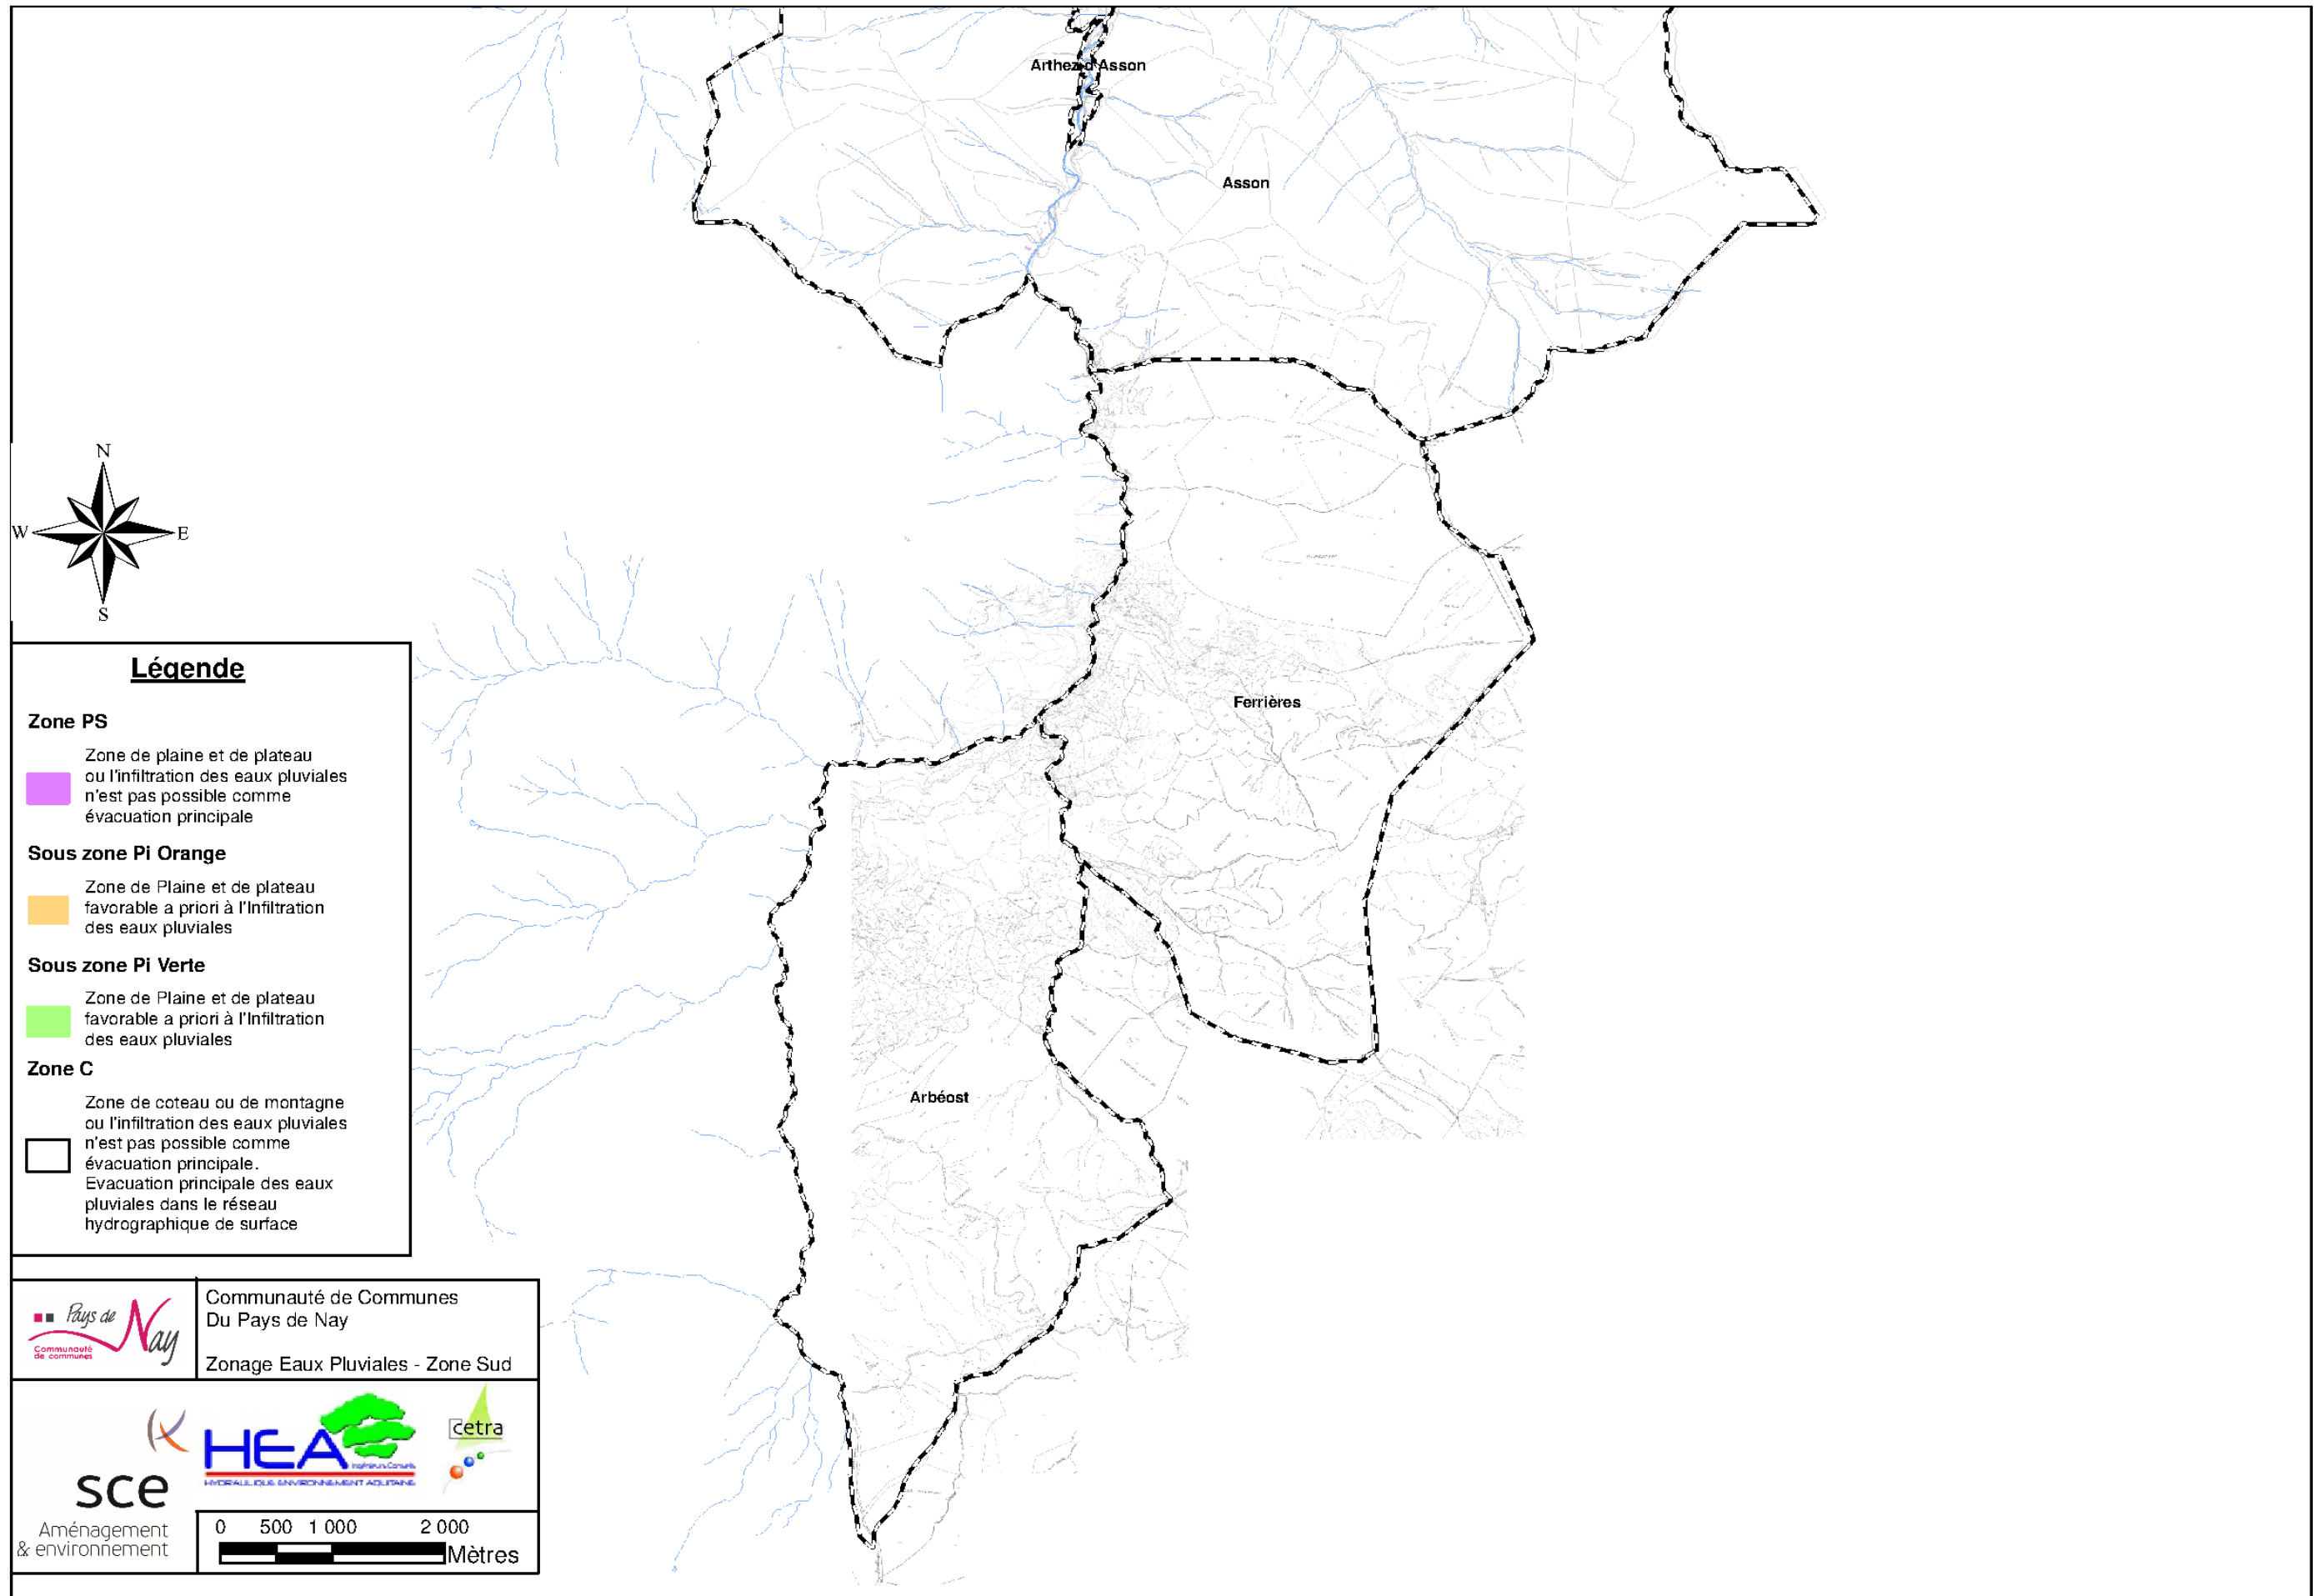 Arthez d'Asson
Asson
N
W
E
S
Ferrières
Arbéost
Légende
Zone PS
Zone de plaine et de plateau
ou l'infiltration des eaux pluviales
n'est pas possible comme
évacuation principale
Sous zone Pi Orange
Zone de Plaine et de plateau
favorable a priori à l'Infiltration
des eaux pluviales
Sous zone Pi Verte
Zone de Plaine et de plateau
favorable a priori à l'Infiltration
des eaux pluviales
Zone C
Zone de coteau ou de montagne
ou l'infiltration des eaux pluviales
n'est pas possible comme
évacuation principale.
Evacuation principale des eaux
pluviales dans le réseau
hydrographique de surface
Pays de Nay
Communauté
de communes
Communauté de Communes
Du Pays de Nay
Zonage Eaux Pluviales - Zone Sud
sce
Aménagement
& environnement
HEA
Ingénieurs Conseils
HYDRAULIQUE ENVIRONNEMENT AQUITAINE
cetra
0 500 1 000 2 000
Mètres